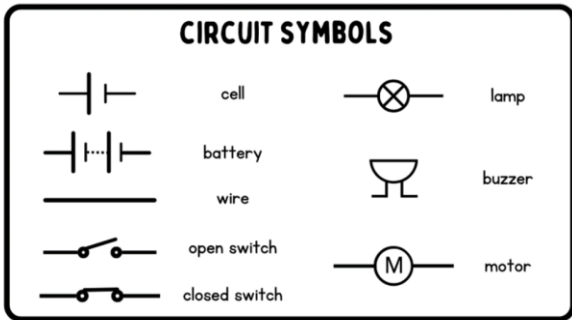 CIRCUIT SYMBOLS
cell
battery
wire
open switch
closed switch
lamp
buzzer
M
motor